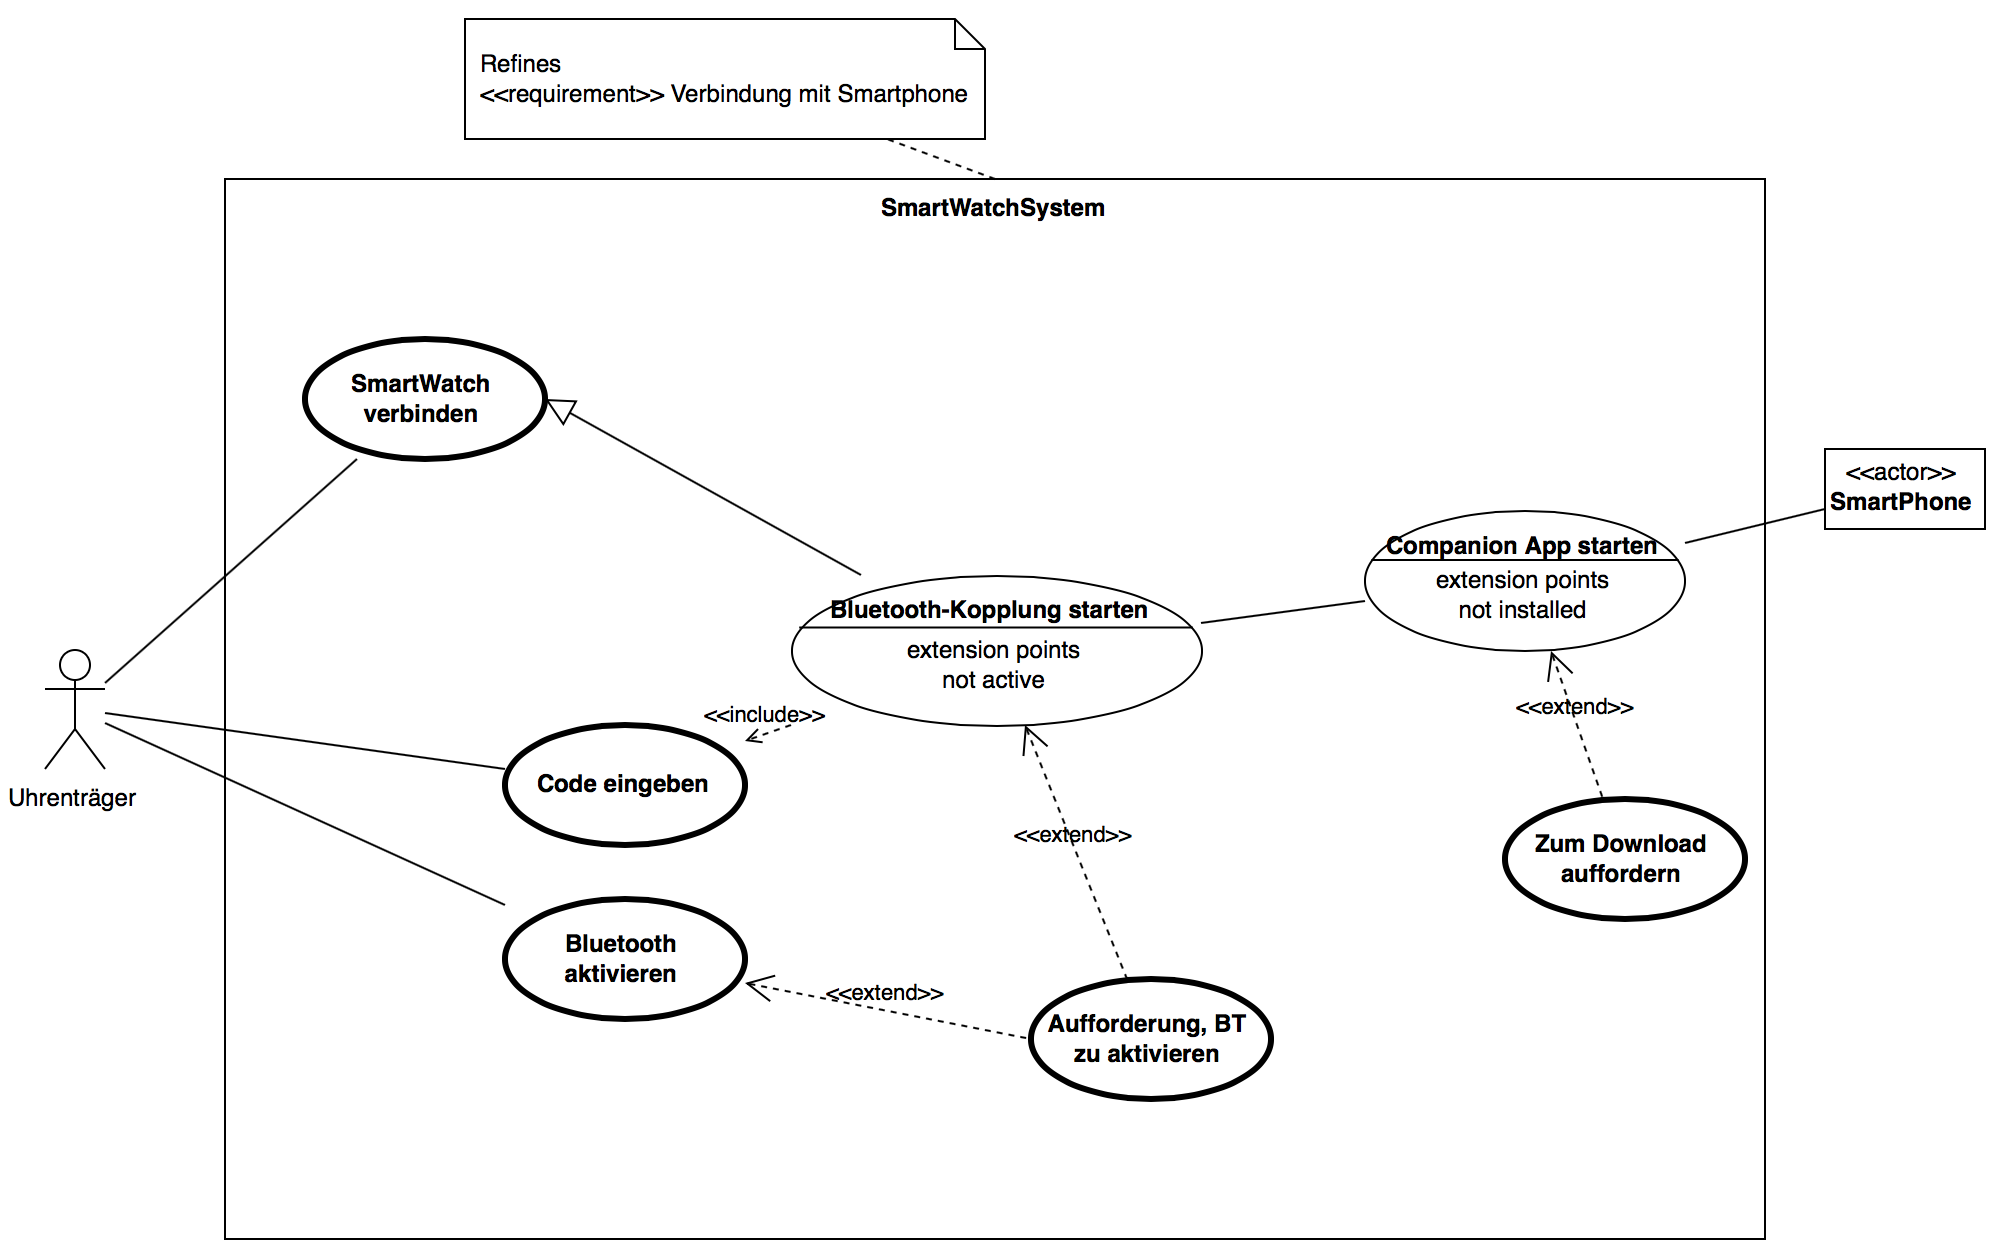 Refines
<<requirement>> Verbindung mit Smartphone
SmartWatchSystem
SmartWatch
verbinden
<<actor>>
SmartPhone
Companion App starten
extension points
not installed
Bluetooth-Kopplung starten
extension points
not active
<<include>>
<<extend>>
Code eingeben
Uhrenträger
<<extend>>
Zum Download
auffordern
Bluetooth
aktivieren
<<extend>>
Aufforderung, BT
zu aktivieren